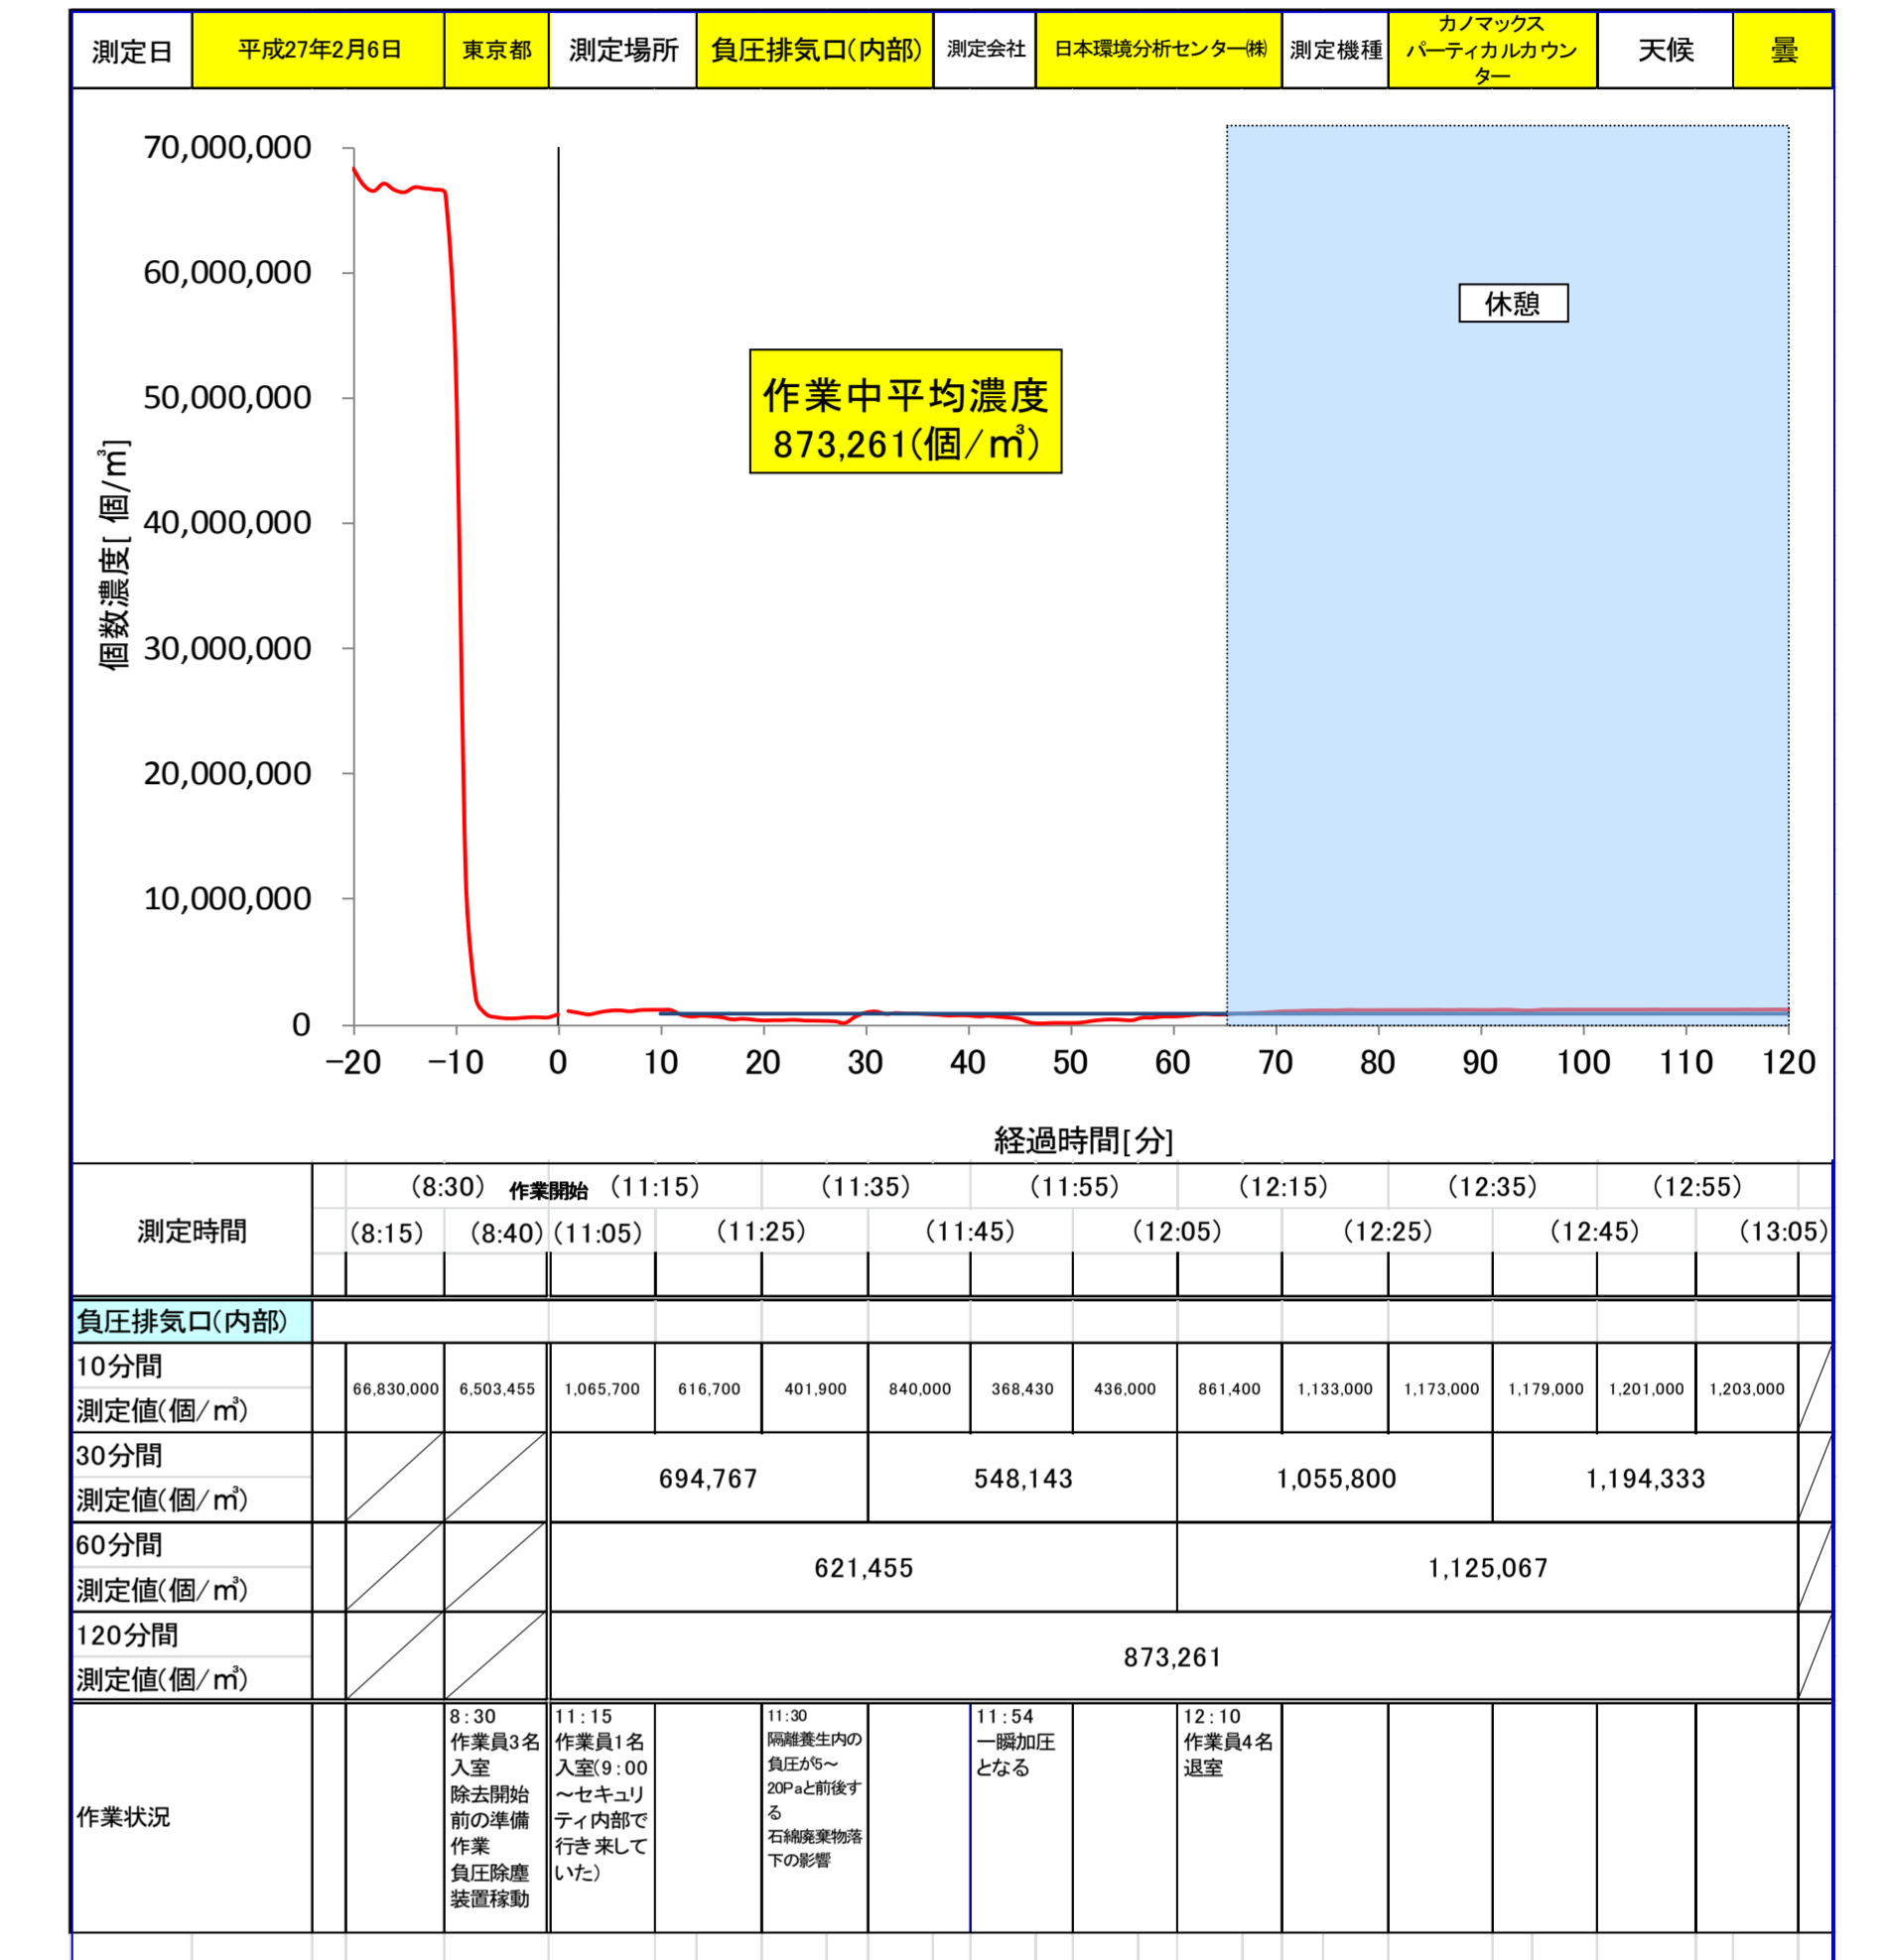 測定日 平成27年2月6日 東京都 測定場所 負圧排気口(内部) 測定会社 日本環境分析センター㈱ 測定機種 カノマックス パーティカルカウンター 天候 曇
70,000,000
60,000,000
50,000,000
40,000,000
30,000,000
20,000,000
10,000,000
0
個数濃度[ 個/㎥]
休憩
作業中平均濃度
873,261(個/㎥)
−20 −10 0 10 20 30 40 50 60 70 80 90 100 110 120
経過時間[分]
測定時間
(8:30) 作業開始 (11:15) (11:35) (11:55) (12:15) (12:35) (12:55)
(8:15) (8:40) (11:05) (11:25) (11:45) (12:05) (12:25) (12:45) (13:05)
負圧排気口(内部)
10分間
測定値(個/㎥)
66,830,000 6,503,455 1,065,700 616,700 401,900 840,000 368,430 436,000 861,400 1,133,000 1,173,000 1,179,000 1,201,000 1,203,000
30分間
測定値(個/㎥)
694,767 548,143 1,055,800 1,194,333
60分間
測定値(個/㎥)
621,455 1,125,067
120分間
測定値(個/㎥)
873,261
作業状況
8:30
作業員3名
入室
除去開始
前の準備
作業
負圧除塵
装置稼動
11:15
作業員1名
入室(9:00
～セキュリ
ティ内部で
行き来して
いた)
11:30
隔離養生内の
負圧が5～
20Paと前後す
る
石綿廃棄物落
下の影響
11:54
一瞬加圧
となる
12:10
作業員4名
退室